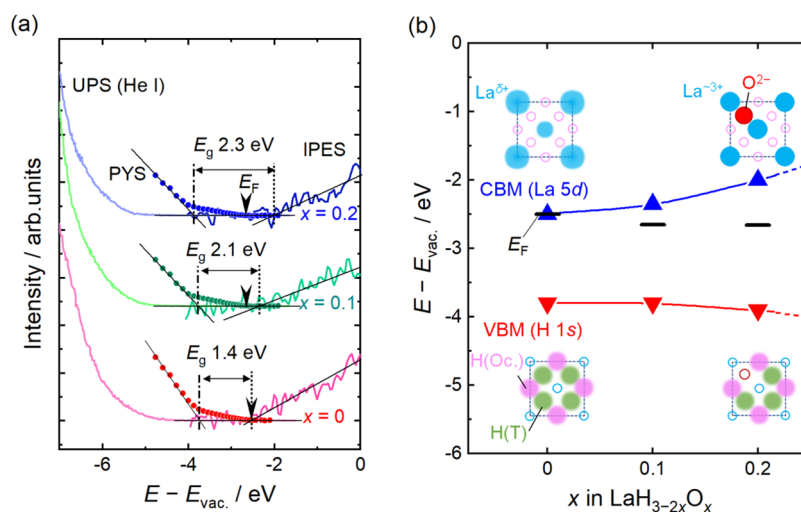 (a)
UPS (He I)
PYS
E_g 2.3 eV
IPES
E_F
x = 0.2
E_g 2.1 eV
x = 0.1
E_g 1.4 eV
x = 0
Intensity / arb.units
-6
-4
-2
0
E − E_vac. / eV
(b)
0
-1
-2
-3
-4
-5
-6
E − E_vac. / eV
La^δ+
O^2−
La^~3+
CBM (La 5d)
E_F
VBM (H 1s)
H(Oc.)
H(T)
0
0.1
0.2
x in LaH_3−2xO_x